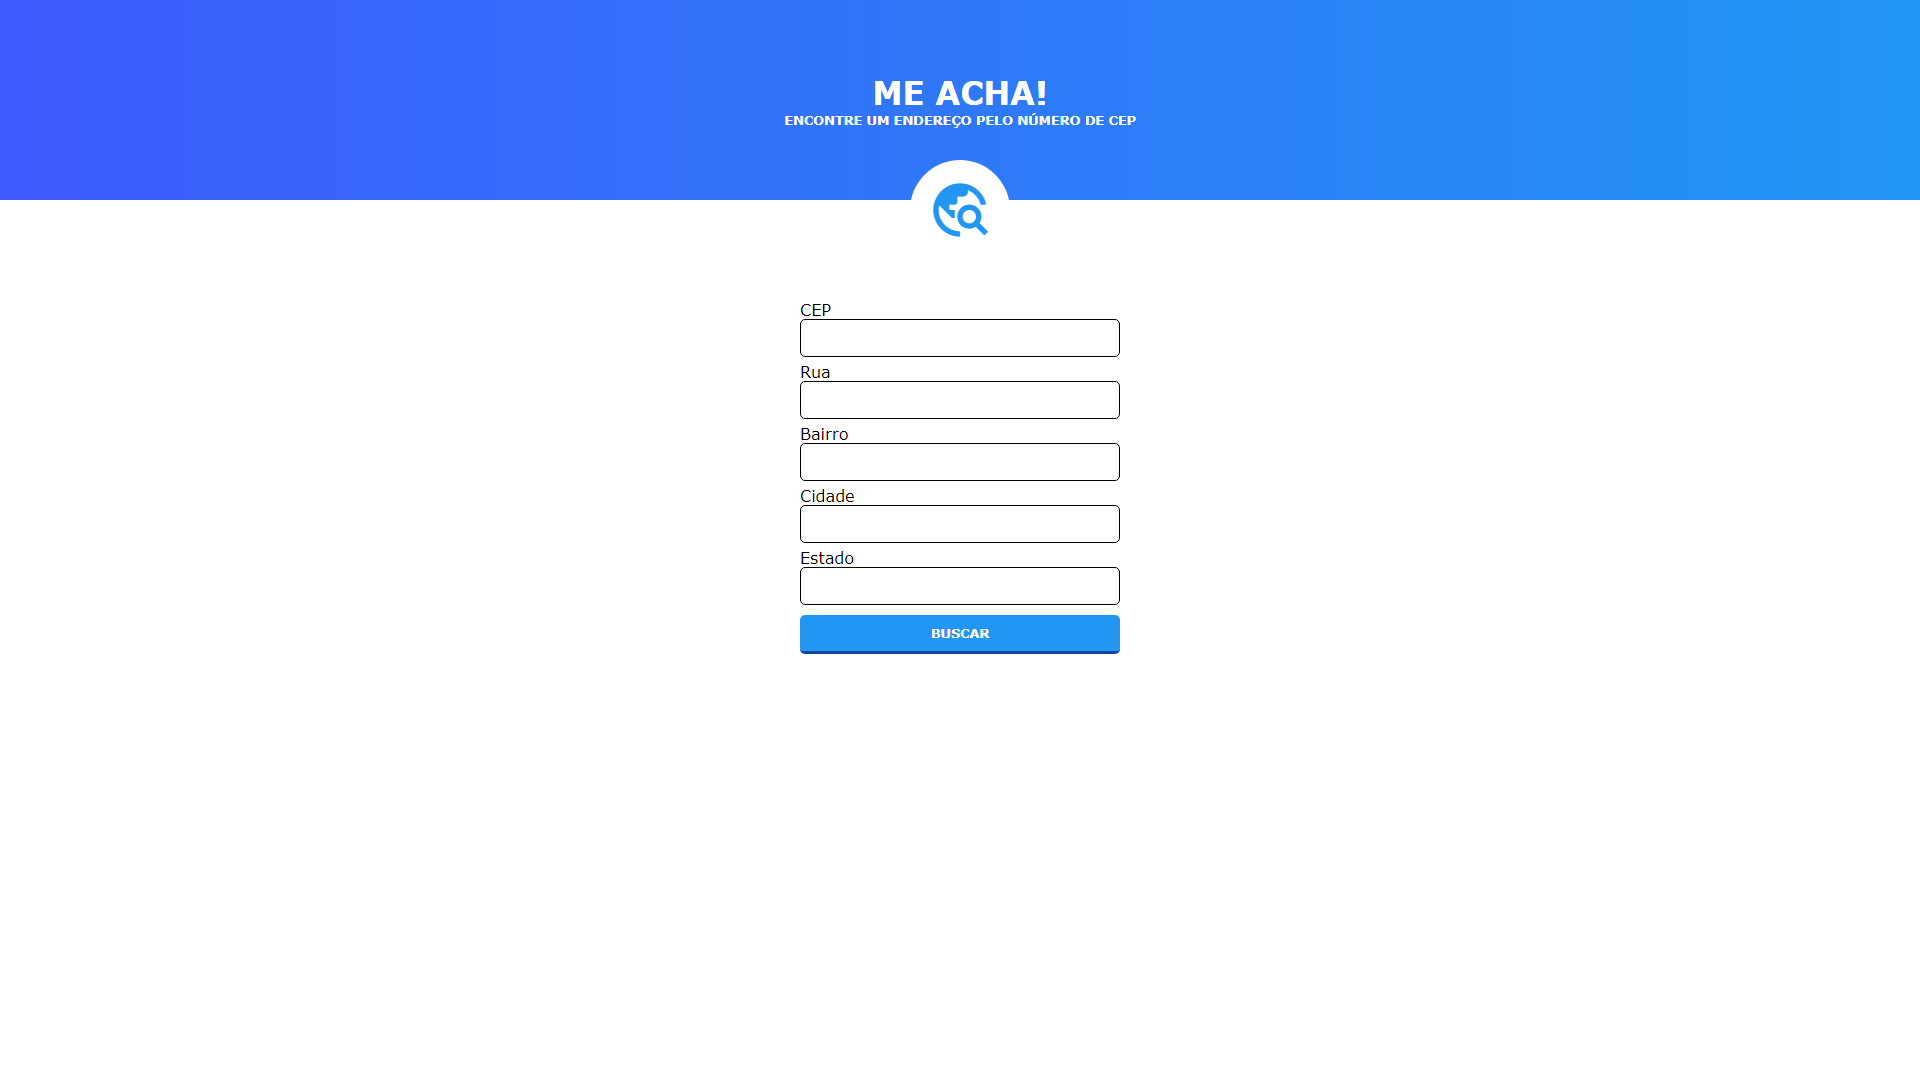 ME ACHA!
ENCONTRE UM ENDEREÇO PELO NÚMERO DE CEP
CEP
Rua
Bairro
Cidade
Estado
BUSCAR